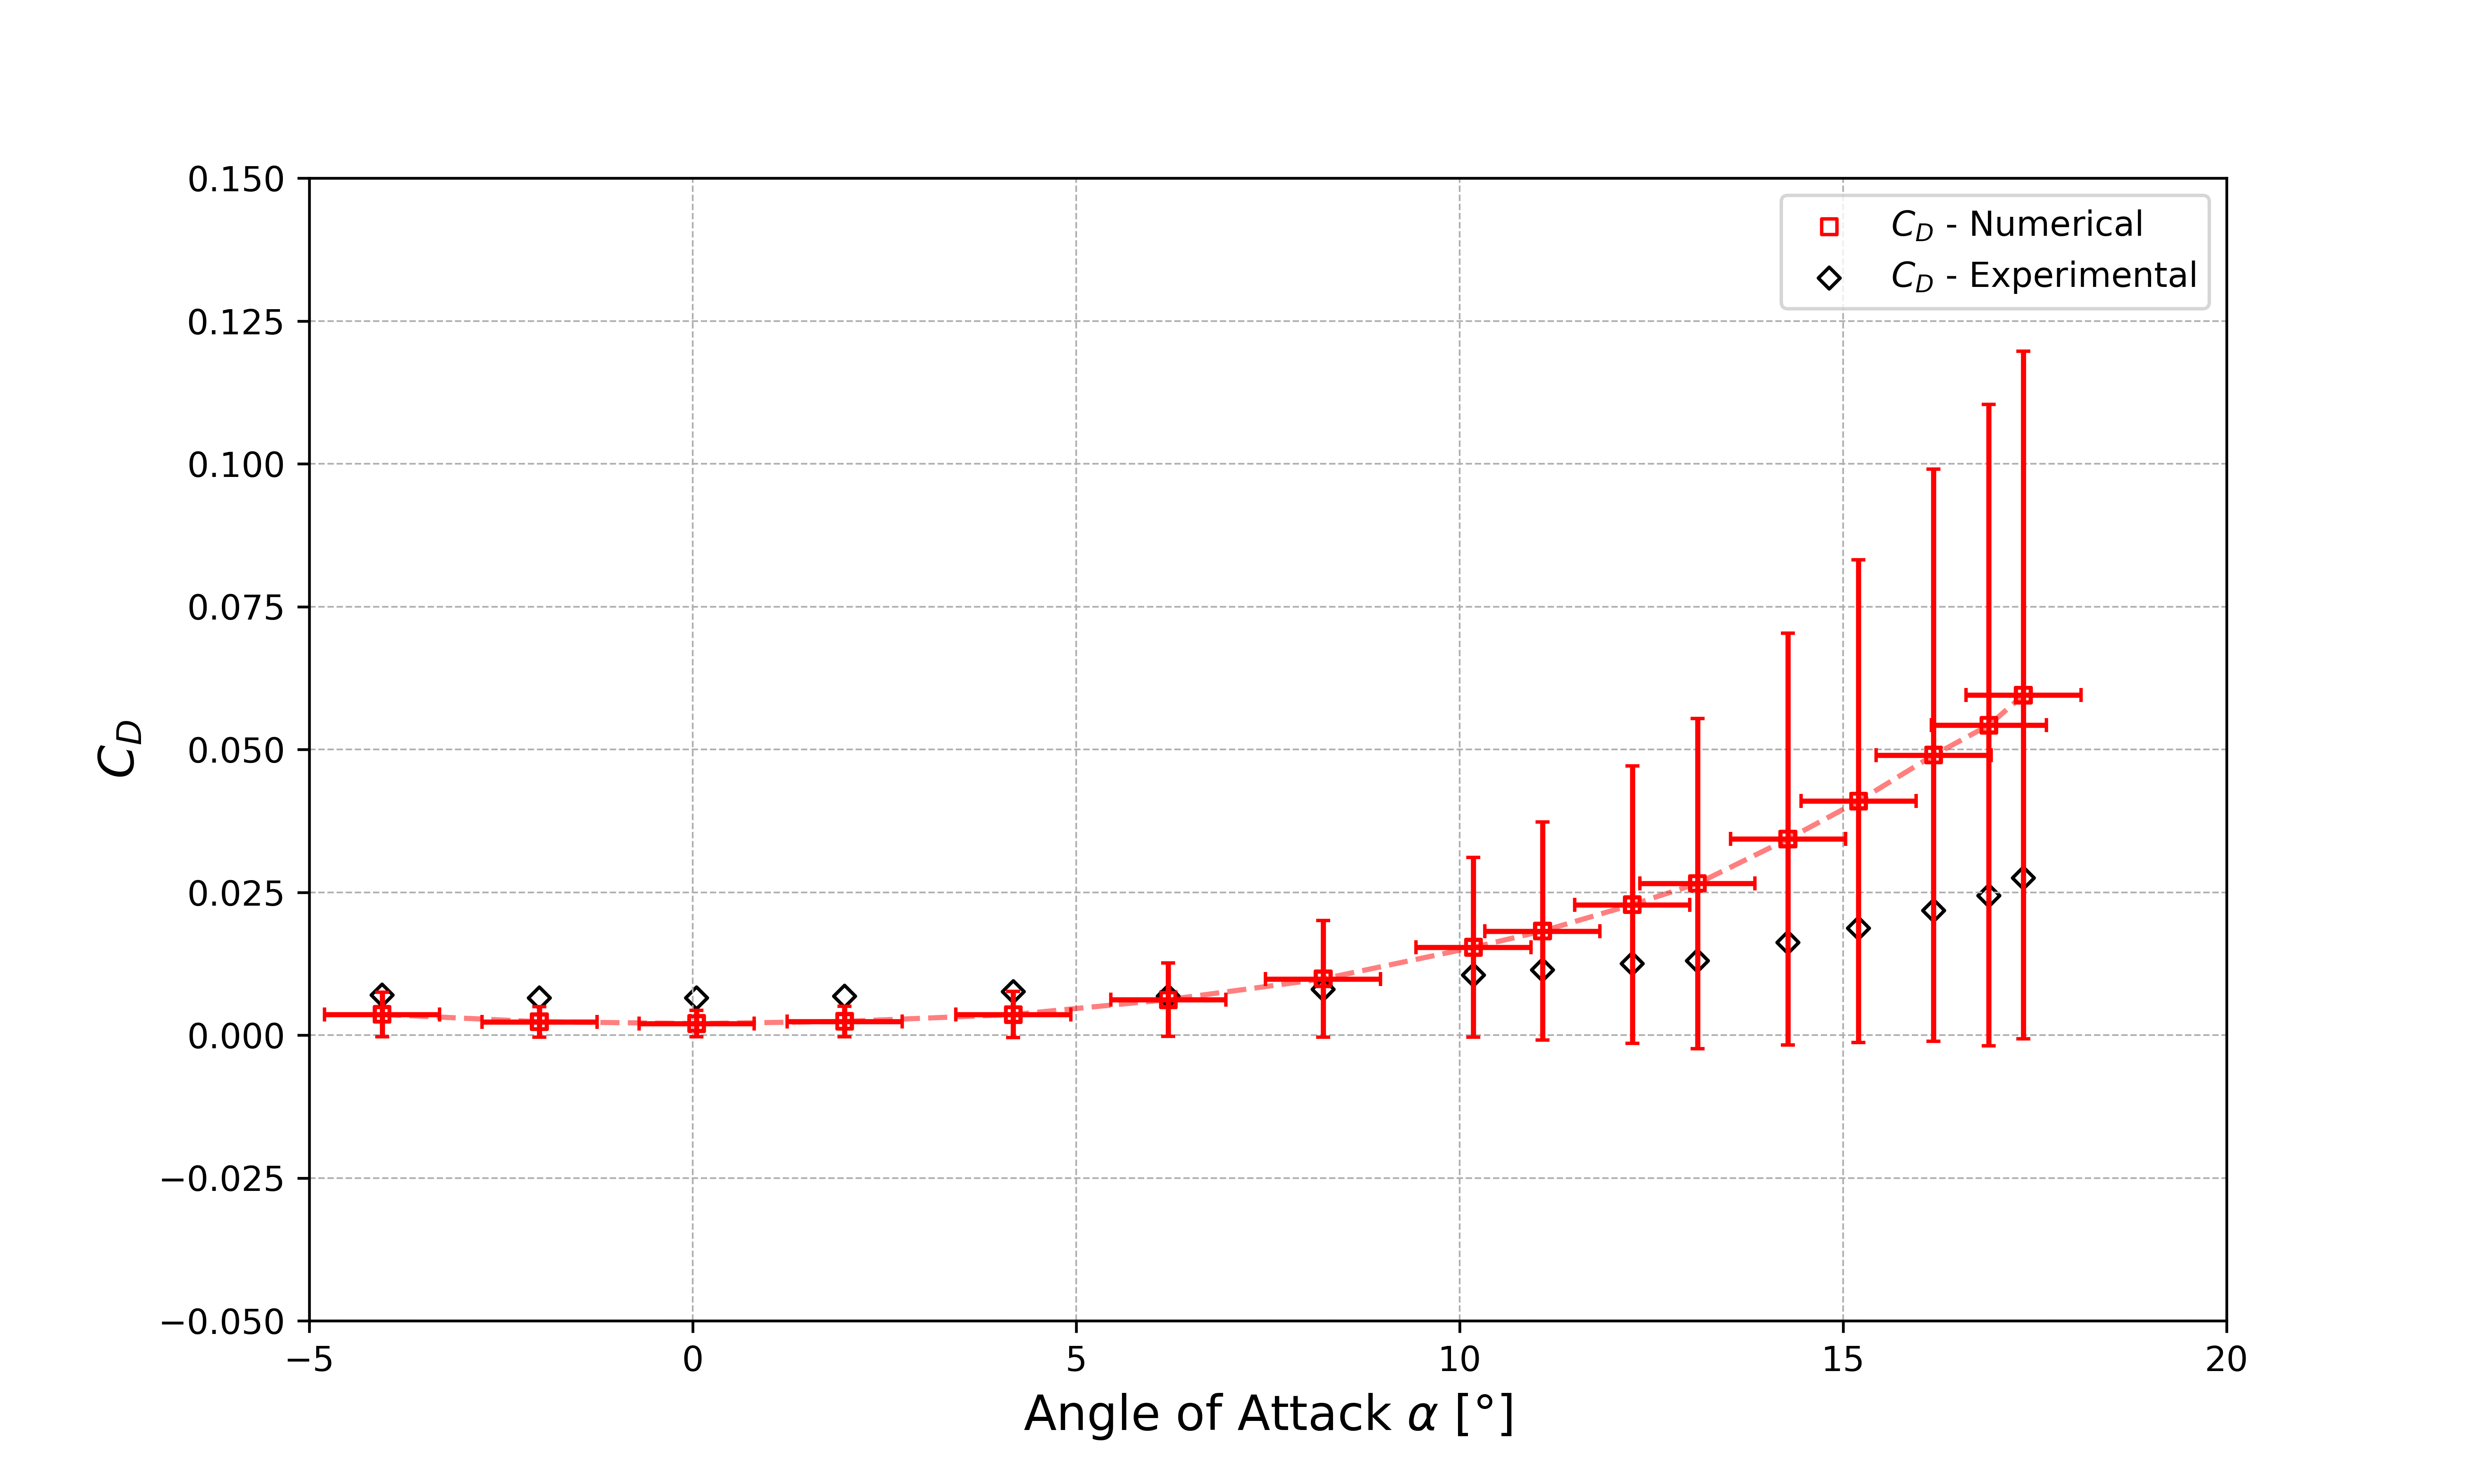 0.150
0.125
0.100
0.075
0.050
0.025
0.000
−0.025
−0.050
C_D
C_D - Numerical
C_D - Experimental
−5 0 5 10 15 20
Angle of Attack α [°]